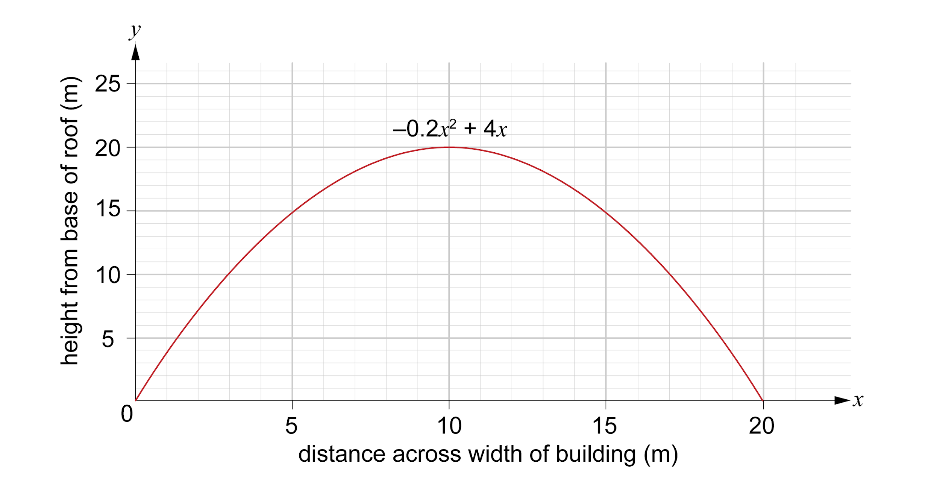 y
height from base of roof (m)
25
–0.2x² + 4x
20
15
10
5
0
x
5
10
15
20
distance across width of building (m)